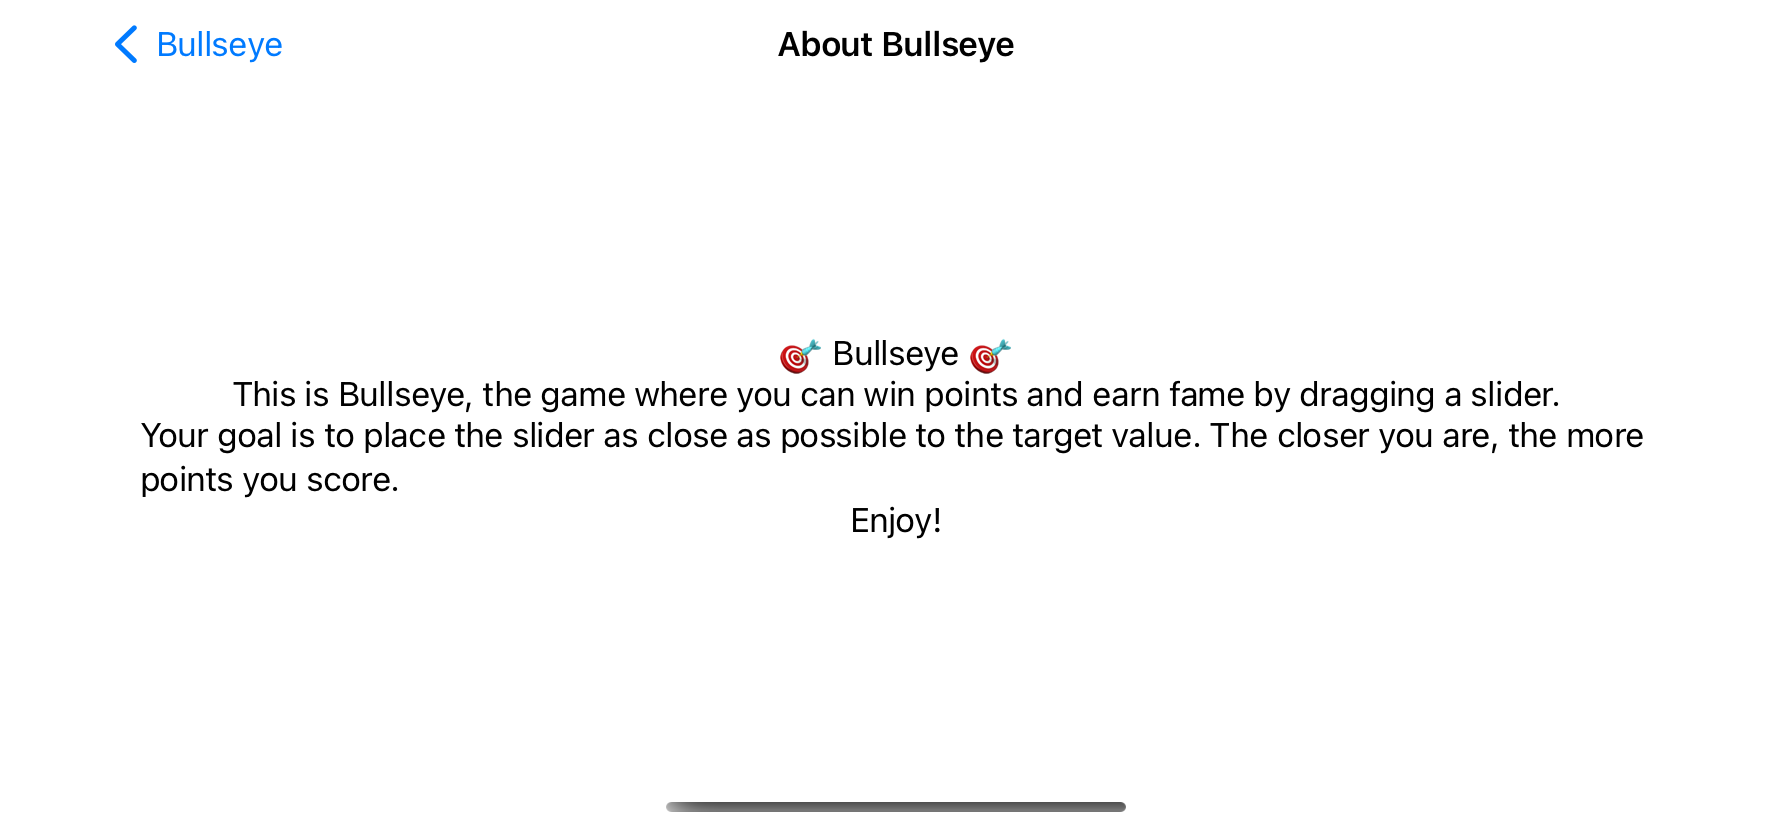 Bullseye
About Bullseye
🎯 Bullseye 🎯
This is Bullseye, the game where you can win points and earn fame by dragging a slider.
Your goal is to place the slider as close as possible to the target value. The closer you are, the more
points you score.
Enjoy!